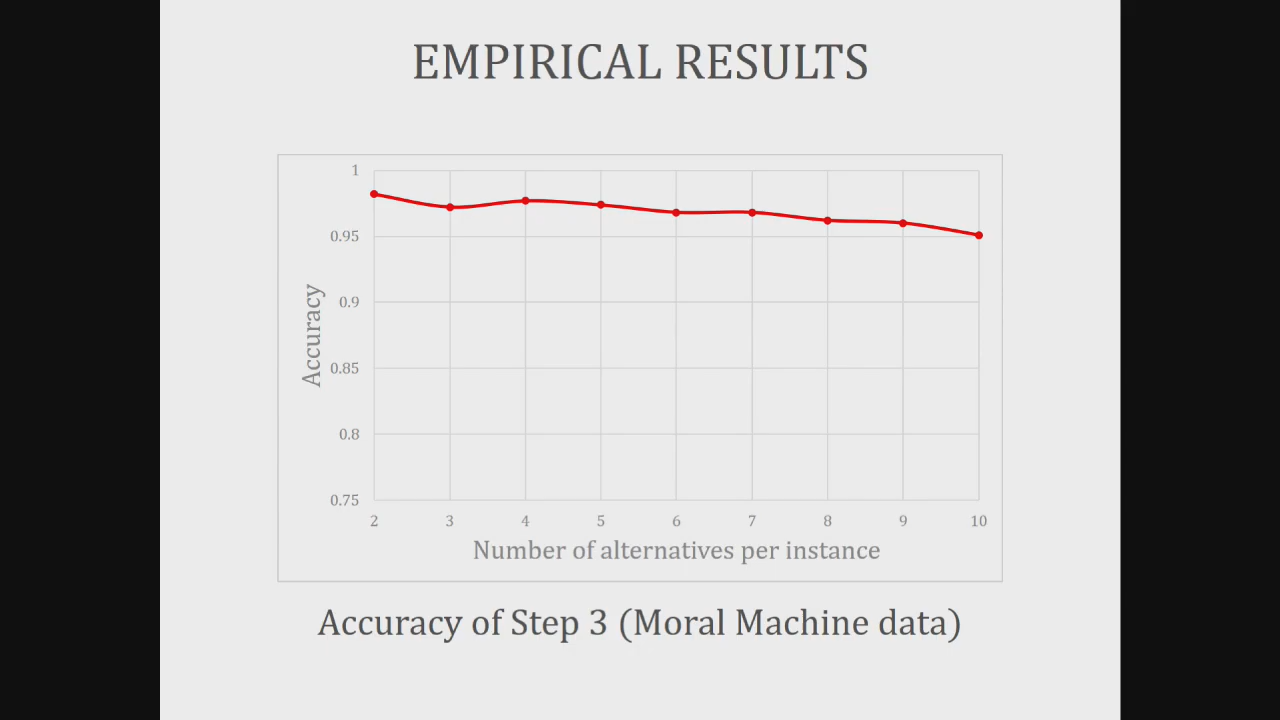 EMPIRICAL RESULTS
1
0.95
0.9
0.85
0.8
0.75
Accuracy
2 3 4 5 6 7 8 9 10
Number of alternatives per instance
Accuracy of Step 3 (Moral Machine data)